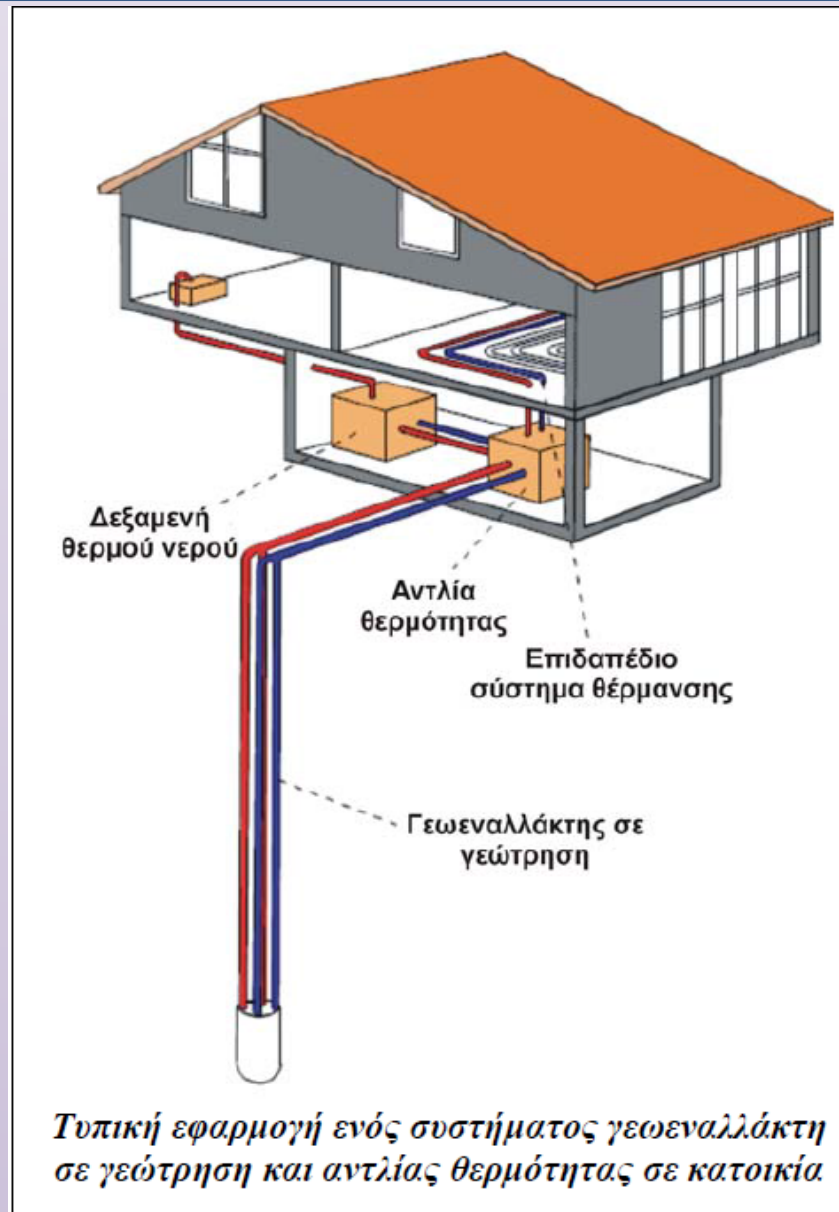 Δεξαμενή
θερμού νερού
Αντλία
θερμότητας
Επιδαπέδιο
σύστημα θέρμανσης
Γεωεναλλάκτης σε
γεώτρηση
Τυπική εφαρμογή ενός συστήματος γεωεναλλάκτη
σε γεώτρηση και αντλίας θερμότητας σε κατοικία